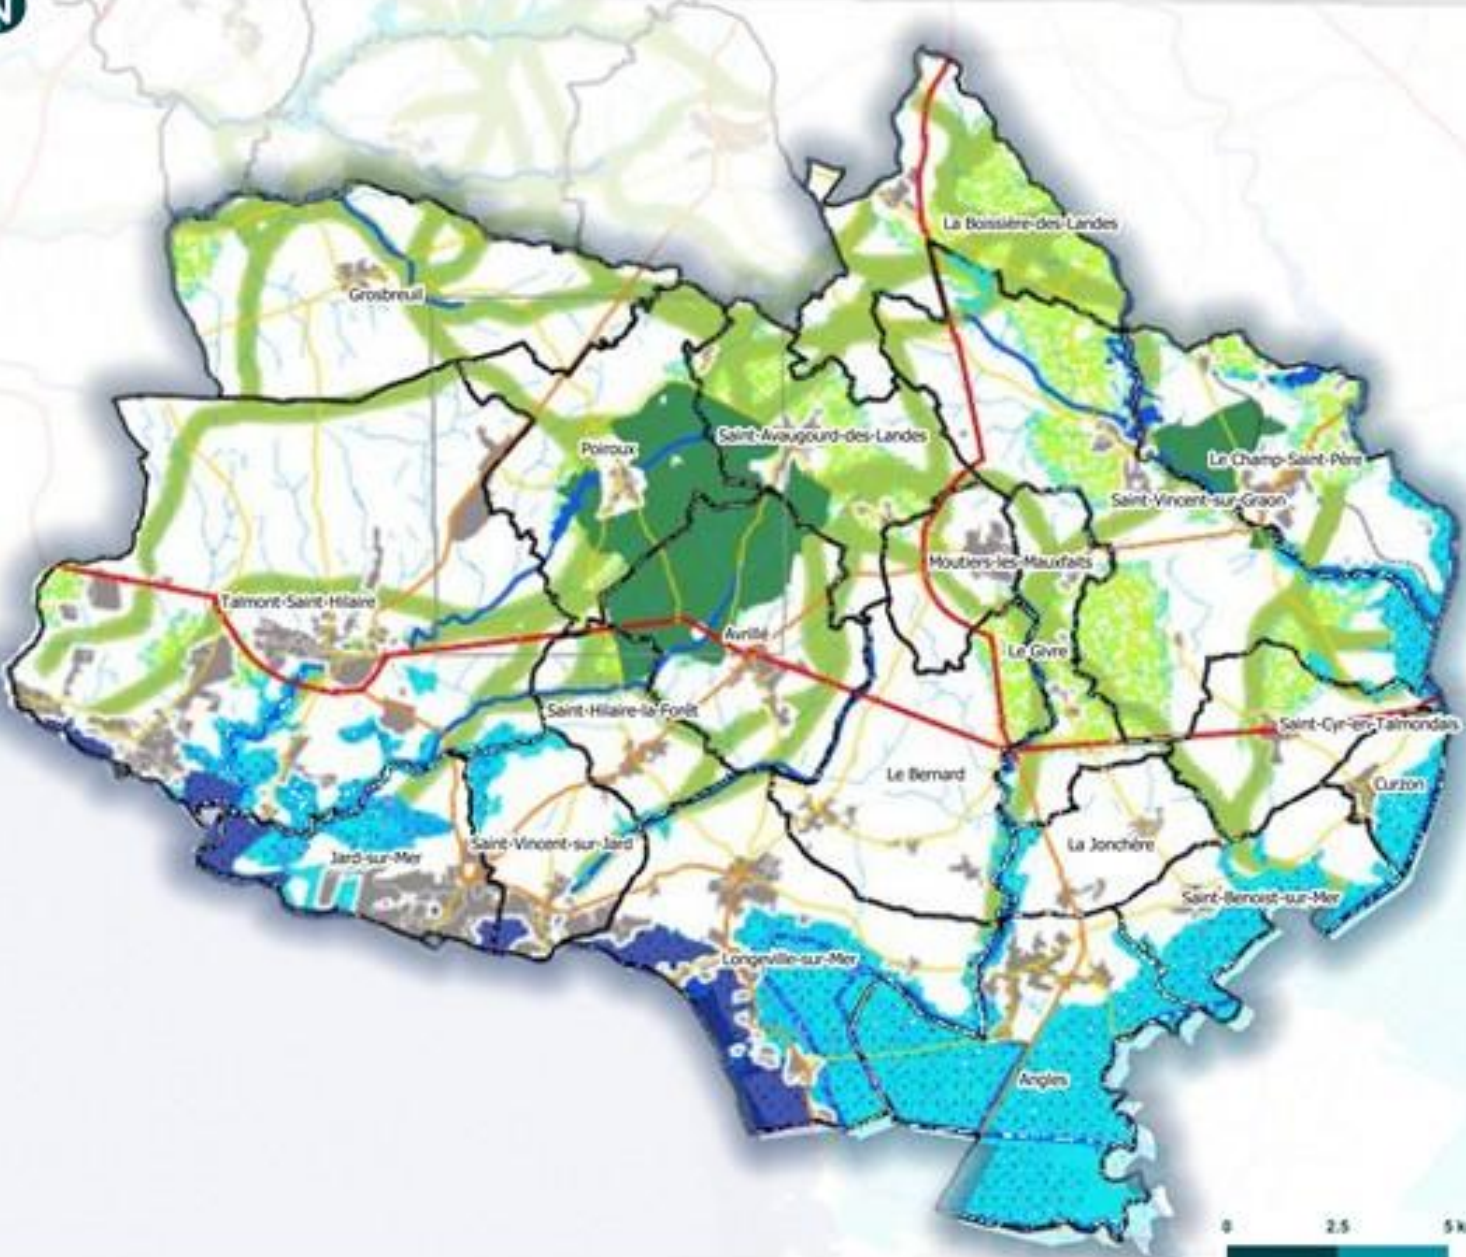 N
La Boissière-des-Landes
Grosbreuil
Saint-Avaugourd-des-Landes
Poiroux
Le Champ-Saint-Père
Saint-Vincent-sur-Graon
Moutiers-les-Mauxfaits
Talmont-Saint-Hilaire
Avrillé
Le Givre
Saint-Hilaire-la-Forêt
Saint-Cyr-en-Talmondais
Le Bernard
Curzon
Saint-Vincent-sur-Jard
La Jonchère
Jard-sur-Mer
Saint-Benoist-sur-Mer
Longeville-sur-Mer
Angles
0 2.5 5 k